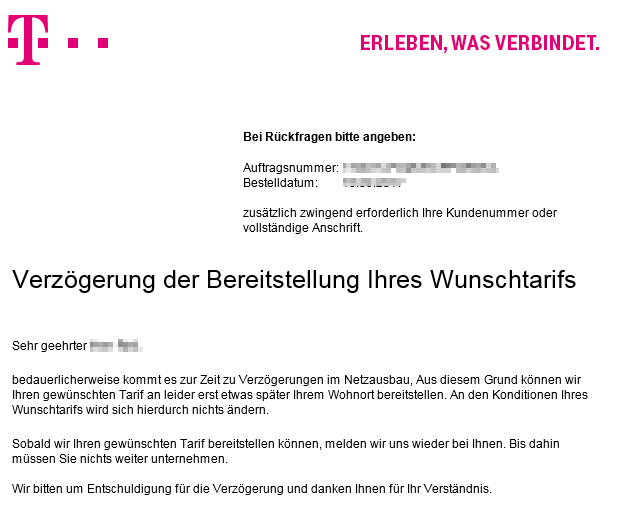 T
ERLEBEN, WAS VERBINDET.
Bei Rückfragen bitte angeben:
Auftragsnummer:
Bestelldatum:
zusätzlich zwingend erforderlich Ihre Kundenummer oder
vollständige Anschrift.
Verzögerung der Bereitstellung Ihres Wunschtarifs
Sehr geehrter
bedauerlicherweise kommt es zur Zeit zu Verzögerungen im Netzausbau, Aus diesem Grund können wir
Ihren gewünschten Tarif an leider erst etwas später Ihrem Wohnort bereitstellen. An den Konditionen Ihres
Wunschtarifs wird sich hierdurch nichts ändern.
Sobald wir Ihren gewünschten Tarif bereitstellen können, melden wir uns wieder bei Ihnen. Bis dahin
müssen Sie nichts weiter unternehmen.
Wir bitten um Entschuldigung für die Verzögerung und danken Ihnen für Ihr Verständnis.